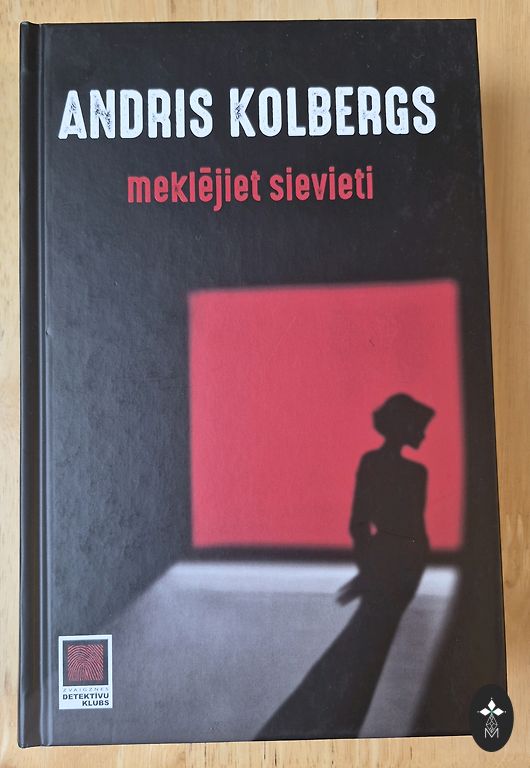 ANDRIS KOLBERGS
meklējiet sievieti
ZVAIGZNES
DETEKTĪVU
KLUBS